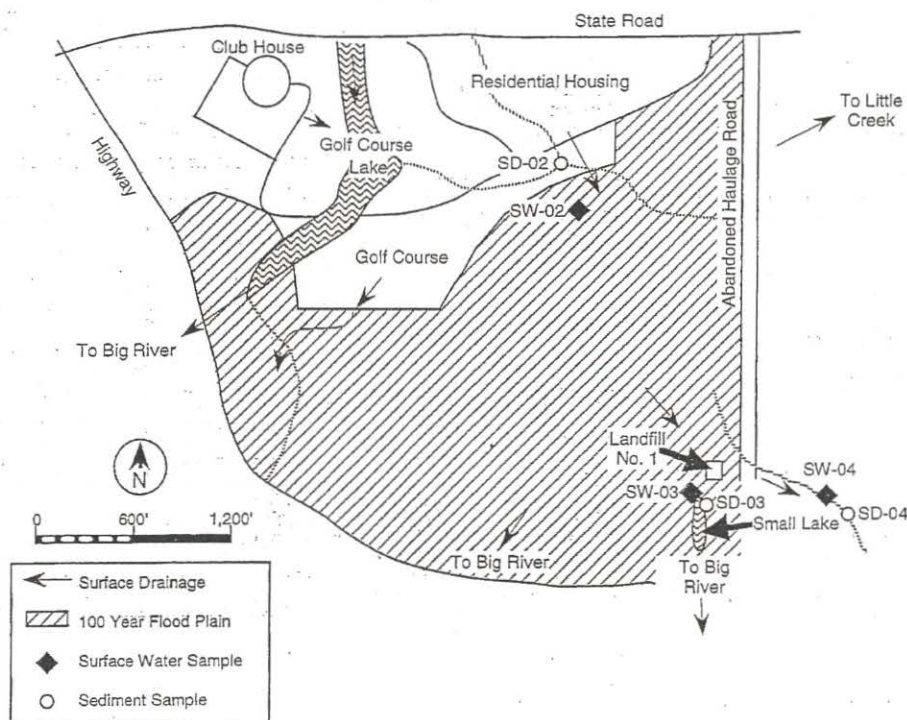 State Road
Club House
Residential Housing
To Little
Creek
Highway
Golf Course
Lake
SD-02
SW-02
Abandoned Haulage Road
Golf Course
To Big River
Landfill
No. 1
SW-04
SW-03
SD-03
SD-04
Small Lake
N
0 600' 1,200'
To Big River
To Big
River
Surface Drainage
100 Year Flood Plain
Surface Water Sample
Sediment Sample